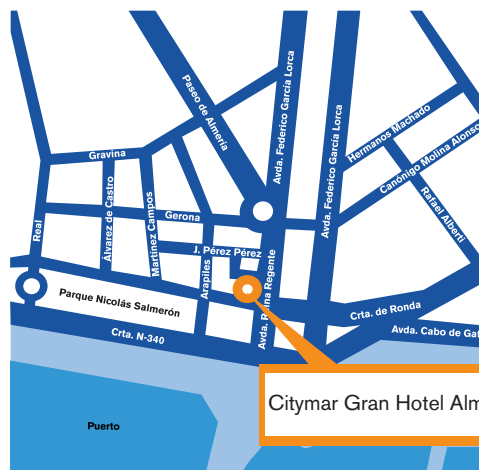 Paseo de Almería
Avda. Federico García Lorca
Avda. Federico García Lorca
Hermanos Machado
Canónigo Molina Alonso
Rafael Alberti
Gravina
Álvarez de Castro
Martínez Campos
Gerona
Real
J. Pérez Pérez
Arapiles
Avda. Reina Regente
Parque Nicolás Salmerón
Crta. de Ronda
Crta. N-340
Avda. Cabo de Gat
Citymar Gran Hotel Alm
Puerto